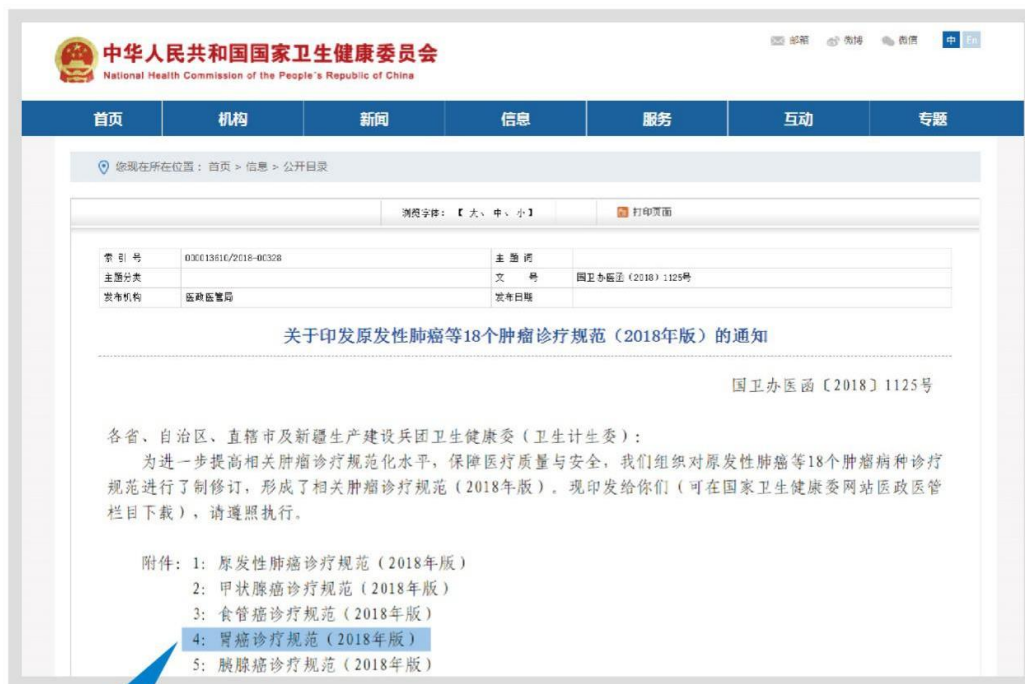 中华人民共和国国家卫生健康委员会
National Health Commission of the People's Republic of China
邮箱 微博 微信 中 En
首页 机构 新闻 信息 服务 互动 专题
您现在所在位置： 首页 > 信息 > 公开目录
浏览字体： 【 大、 中、 小 】 打印页面
索 引 号 000013610/2018-00328 主 题 词
主题分类 文 号 国卫办医函〔2018〕1125号
发布机构 医政医管局 发布日期
关于印发原发性肺癌等18个肿瘤诊疗规范（2018年版）的通知
国卫办医函〔2018〕1125号
各省、自治区、直辖市及新疆生产建设兵团卫生健康委（卫生计生委）：
为进一步提高相关肿瘤诊疗规范化水平，保障医疗质量与安全，我们组织对原发性肺癌等18个肿瘤病种诊疗
规范进行了制修订，形成了相关肿瘤诊疗规范（2018年版）。现印发给你们（可在国家卫生健康委网站医政医管
栏目下载），请遵照执行。
附件：1： 原发性肺癌诊疗规范（2018年版）
2： 甲状腺癌诊疗规范（2018年版）
3： 食管癌诊疗规范（2018年版）
4： 胃癌诊疗规范（2018年版）
5： 胰腺癌诊疗规范（2018年版）